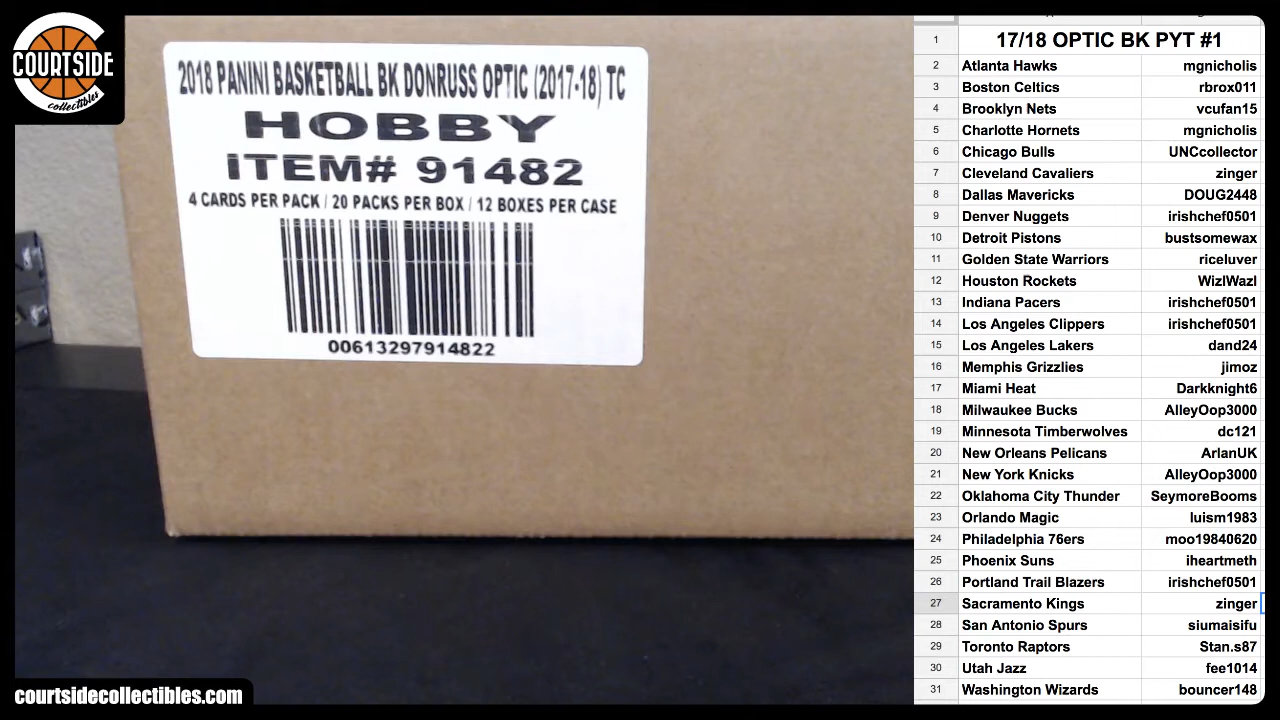 COURTSIDE
collectibles
2018 PANINI BASKETBALL BK DONRUSS OPTIC (2017-18) TC
HOBBY
ITEM# 91482
4 CARDS PER PACK / 20 PACKS PER BOX / 12 BOXES PER CASE
00613297914822
courtsidecollectibles.com
1 17/18 OPTIC BK PYT #1
2 Atlanta Hawks mgnicholis
3 Boston Celtics rbrox011
4 Brooklyn Nets vcufan15
5 Charlotte Hornets mgnicholis
6 Chicago Bulls UNCcollector
7 Cleveland Cavaliers zinger
8 Dallas Mavericks DOUG2448
9 Denver Nuggets irishchef0501
10 Detroit Pistons bustsomewax
11 Golden State Warriors riceluver
12 Houston Rockets WizlWazl
13 Indiana Pacers irishchef0501
14 Los Angeles Clippers irishchef0501
15 Los Angeles Lakers dand24
16 Memphis Grizzlies jimoz
17 Miami Heat Darkknight6
18 Milwaukee Bucks AlleyOop3000
19 Minnesota Timberwolves dc121
20 New Orleans Pelicans ArlanUK
21 New York Knicks AlleyOop3000
22 Oklahoma City Thunder SeymoreBooms
23 Orlando Magic luism1983
24 Philadelphia 76ers moo19840620
25 Phoenix Suns iheartmeth
26 Portland Trail Blazers irishchef0501
27 Sacramento Kings zinger
28 San Antonio Spurs siumaisifu
29 Toronto Raptors Stan.s87
30 Utah Jazz fee1014
31 Washington Wizards bouncer148